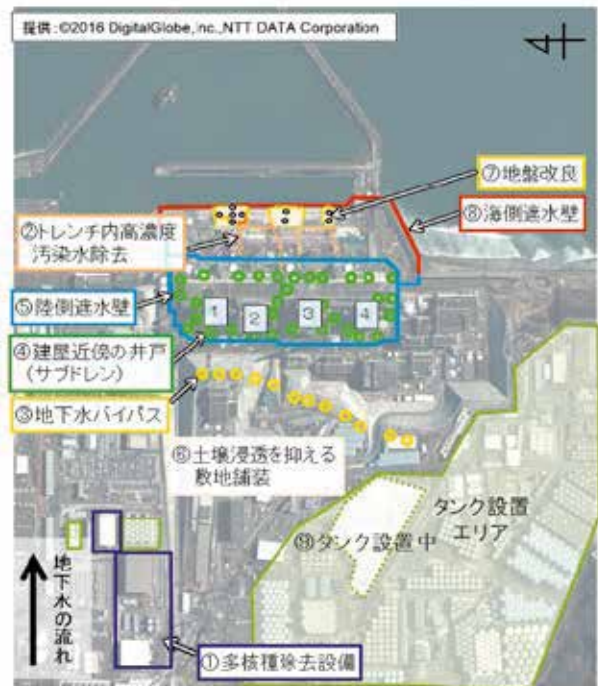 提供:©2016 DigitalGlobe,Inc.,NTT DATA Corporation
⑦地盤改良
⑧海側遮水壁
②トレンチ内高濃度
汚染水除去
⑤陸側遮水壁
1
2
3
4
④建屋近傍の井戸
(サブドレン)
③地下水バイパス
⑥土壌浸透を抑える
敷地舗装
タンク設置
エリア
⑨タンク設置中
地下水の流れ
①多核種除去設備